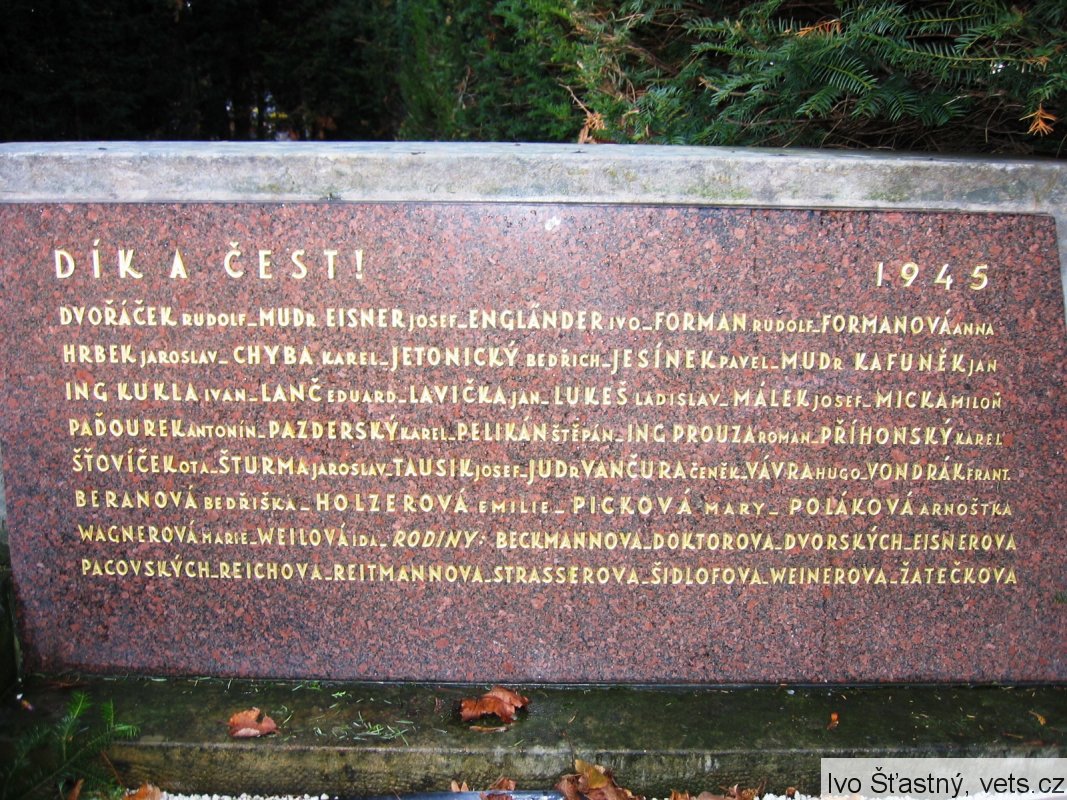 DÍK A ČEST! 1945
DVOŘÁČEK RUDOLF_MUDr EISNER JOSEF_ENGLÄNDER IVO_FORMAN RUDOLF_FORMANOVÁ ANNA
HRBEK JAROSLAV_CHYBA KAREL_JETONICKÝ BEDŘICH_JESÍNEK PAVEL_MUDr KAFUNĚK JAN
ING KUKLA IVAN_LANČ EDUARD_LAVIČKA JAN_LUKEŠ LADISLAV_MÁLEK JOSEF_MICKA MILOŇ
PAĎOUREK ANTONÍN_PAZDERSKÝ KAREL_PELIKÁN ŠTĚPÁN_ING PROUZA ROMAN_PŘÍHONSKÝ KAREL
ŠŤOVÍČEK OTA_ŠTURMA JAROSLAV_TAUSIK JOSEF_JUDr VANČURA ČENĚK_VÁVRA HUGO_VONDRÁK FRANT.
BERANOVÁ BEDŘIŠKA_HOLZEROVÁ EMILIE_PICKOVÁ MARY_POLÁKOVÁ ARNOŠTKA
WAGNEROVÁ MARIE_WEILOVÁ IDA_RODINY: BECKMANNOVA_DOKTOROVA_DVORSKÝCH_EISNEROVA
PACOVSKÝCH_REICHOVA_REITMANNOVA_STRASSEROVA_ŠIDLOFOVA_WEINEROVA_ŽATEČKOVA
Ivo Šťastný, vets.cz